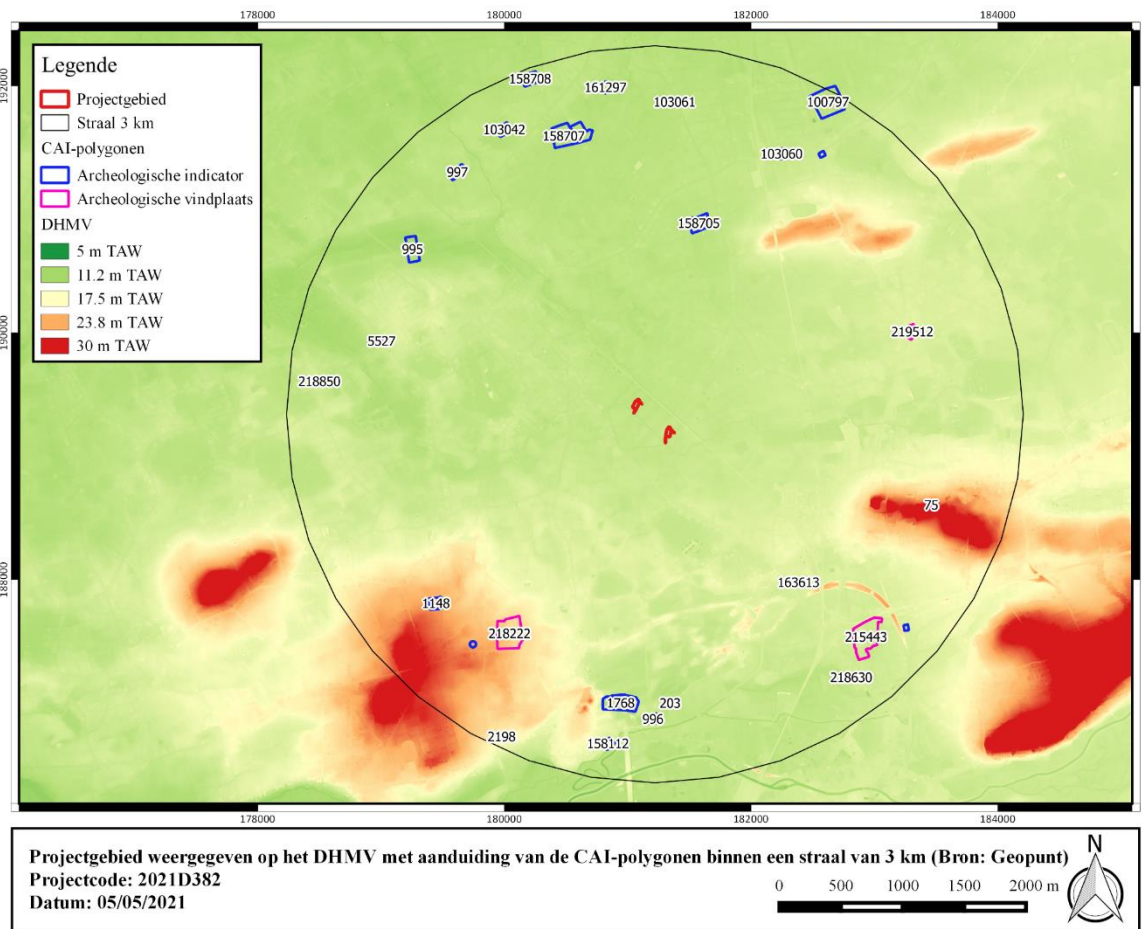 178000 180000 182000 184000
192000
190000
188000
Legende
Projectgebied
Straal 3 km
CAI-polygonen
Archeologische indicator
Archeologische vindplaats
DHMV
5 m TAW
11.2 m TAW
17.5 m TAW
23.8 m TAW
30 m TAW
158708
161297
103061
100797
103042
158707
103060
997
158705
995
219512
5527
218850
75
163613
1148
218222
215443
218630
1768
203
996
2198
158112
192000
190000
188000
178000 180000 182000 184000
Projectgebied weergegeven op het DHMV met aanduiding van de CAI-polygonen binnen een straal van 3 km (Bron: Geopunt)
Projectcode: 2021D382
Datum: 05/05/2021
0 500 1000 1500 2000 m
N